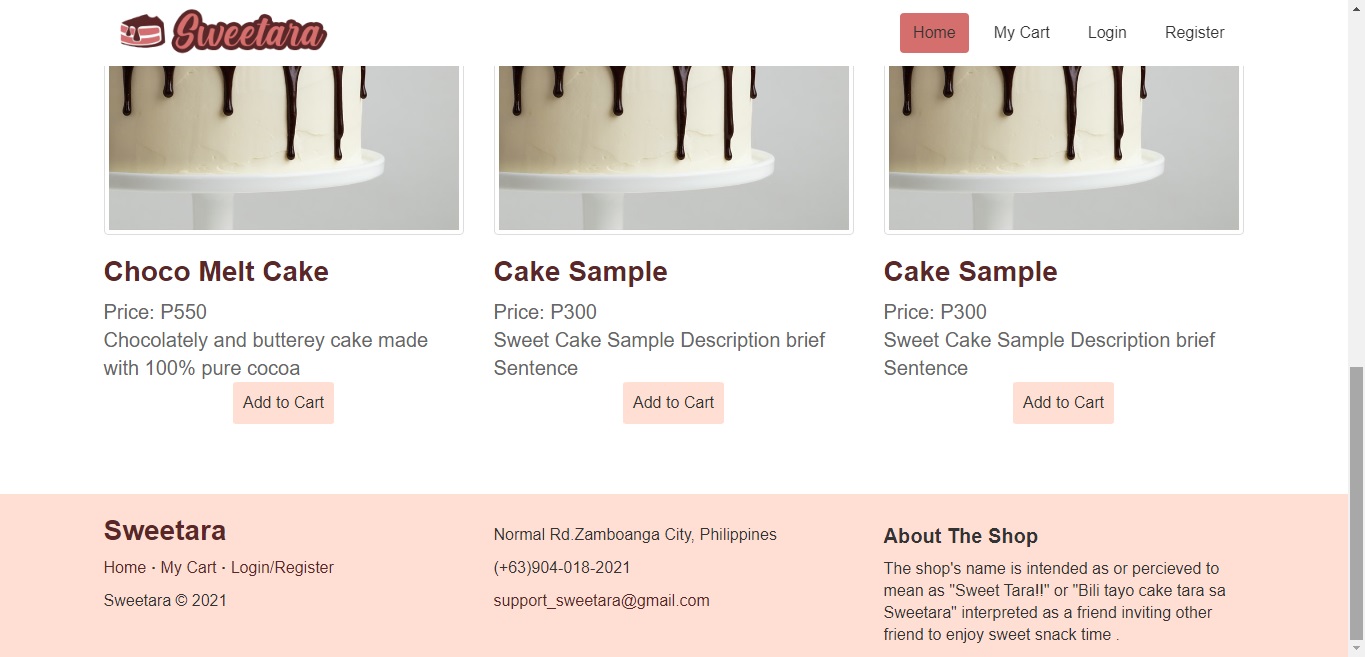 Sweetara
Home
My Cart
Login
Register
Choco Melt Cake
Price: P550
Chocolately and butterey cake made
with 100% pure cocoa
Add to Cart
Cake Sample
Price: P300
Sweet Cake Sample Description brief
Sentence
Add to Cart
Cake Sample
Price: P300
Sweet Cake Sample Description brief
Sentence
Add to Cart
Sweetara
Home · My Cart · Login/Register
Sweetara © 2021
Normal Rd.Zamboanga City, Philippines
(+63)904-018-2021
support_sweetara@gmail.com
About The Shop
The shop's name is intended as or percieved to
mean as "Sweet Tara!!" or "Bili tayo cake tara sa
Sweetara" interpreted as a friend inviting other
friend to enjoy sweet snack time .